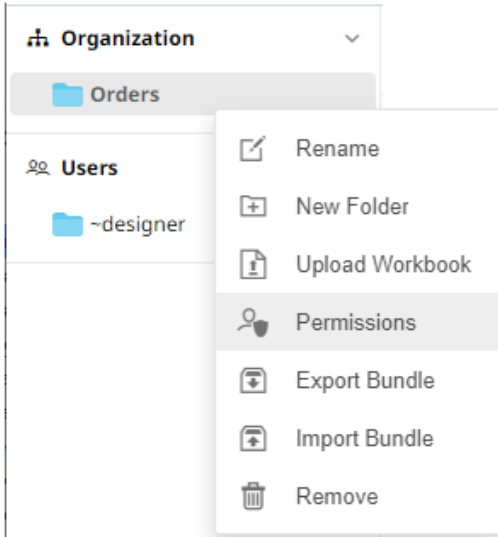 Organization
Orders
Users
~designer
Rename
New Folder
Upload Workbook
Permissions
Export Bundle
Import Bundle
Remove